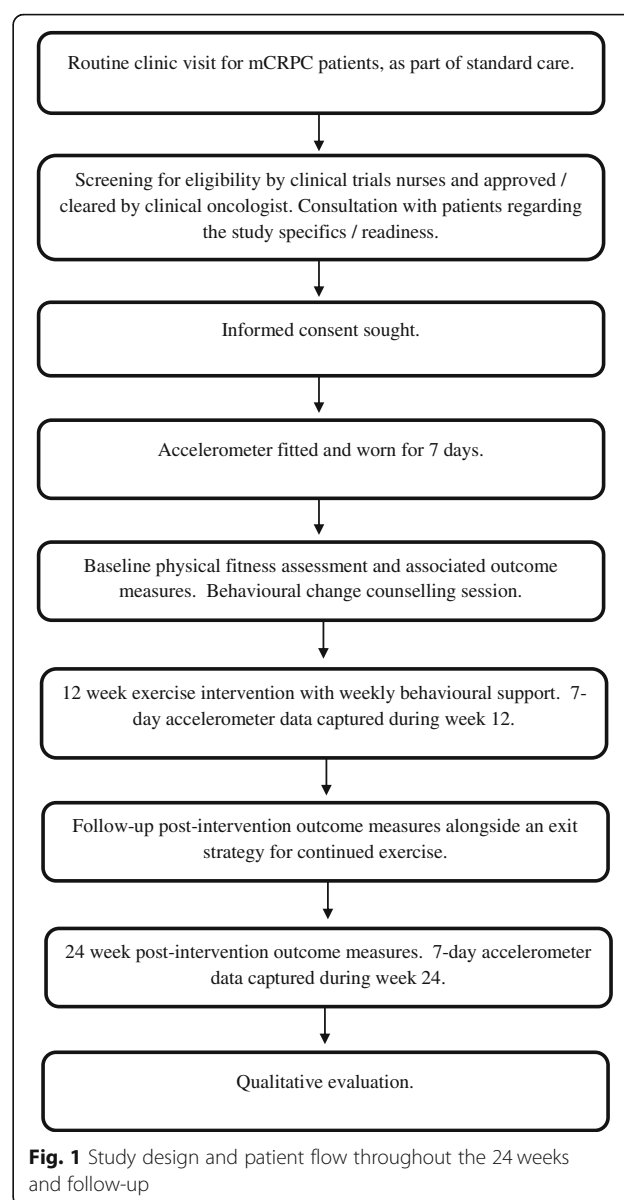 Routine clinic visit for mCRPC patients, as part of standard care.
Screening for eligibility by clinical trials nurses and approved /
cleared by clinical oncologist. Consultation with patients regarding
the study specifics / readiness.
Informed consent sought.
Accelerometer fitted and worn for 7 days.
Baseline physical fitness assessment and associated outcome
measures. Behavioural change counselling session.
12 week exercise intervention with weekly behavioural support. 7-
day accelerometer data captured during week 12.
Follow-up post-intervention outcome measures alongside an exit
strategy for continued exercise.
24 week post-intervention outcome measures. 7-day accelerometer
data captured during week 24.
Qualitative evaluation.
Fig. 1 Study design and patient flow throughout the 24 weeks
and follow-up